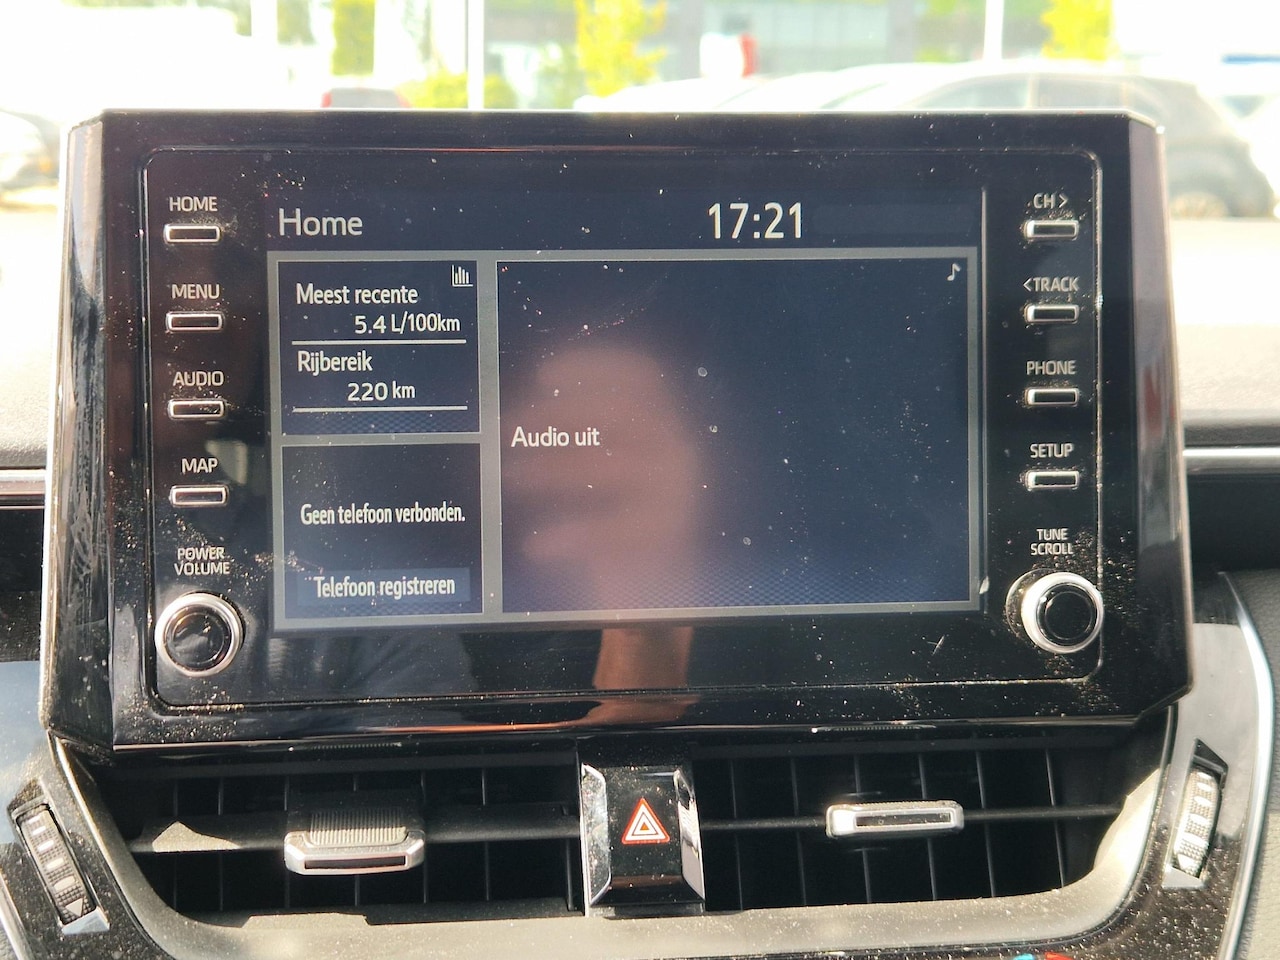 HOME
MENU
AUDIO
MAP
POWER
VOLUME
Home
17:21
Meest recente
5.4 L/100km
Rijbereik
220 km
Geen telefoon verbonden.
Telefoon registreren
Audio uit
CH >
< TRACK
PHONE
SETUP
TUNE
SCROLL